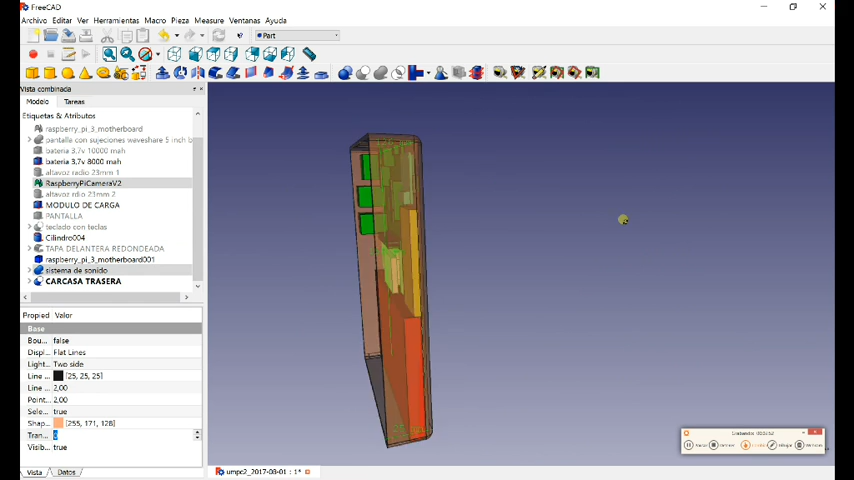 FreeCAD
Archivo Editar Ver Herramientas Macro Pieza Measure Ventanas Ayuda
Part
Vista combinada
Modelo Tareas
Etiquetas & Atributos
raspberry_pi_3_motherboard
pantalla con sujeciones waveshare 5 inch b
bateria 3,7v 10000 mah
bateria 3,7v 8000 mah
altavoz radio 23mm 1
RaspberryPiCameraV2
altavoz rdio 23mm 2
MODULO DE CARGA
PANTALLA
teclado con teclas
Cilindro004
TAPA DELANTERA REDONDEADA
raspberry_pi_3_motherboard001
sistema de sonido
CARCASA TRASERA
Propied Valor
Base
Bou... false
Displ... Flat Lines
Light... Two side
Line ... [25, 25, 25]
Line ... 2,00
Point... 2,00
Sele... true
Shap... [255, 171, 128]
Tran... 0
Visib... true
Vista Datos
umpc2_2017-08-01 : 1*